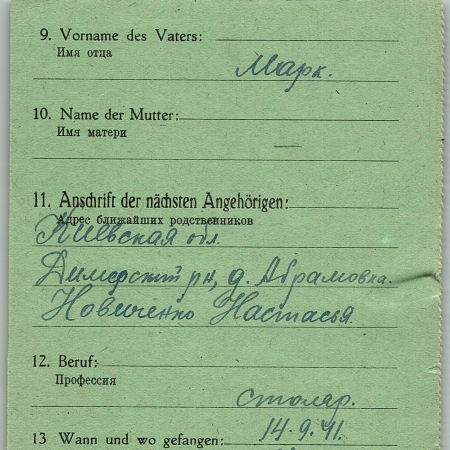 9. Vorname des Vaters:
Имя отца
Марк.
10. Name der Mutter:
Имя матери
—
11. Anschrift der nächsten Angehörigen:
Адрес ближайших родственников
Киевская обл.
Димерский рн, д. Абрамовка.
Новиченко Настасья
12. Beruf:
Профессия
столяр.
13 Wann und wo gefangen: 14.9.41.